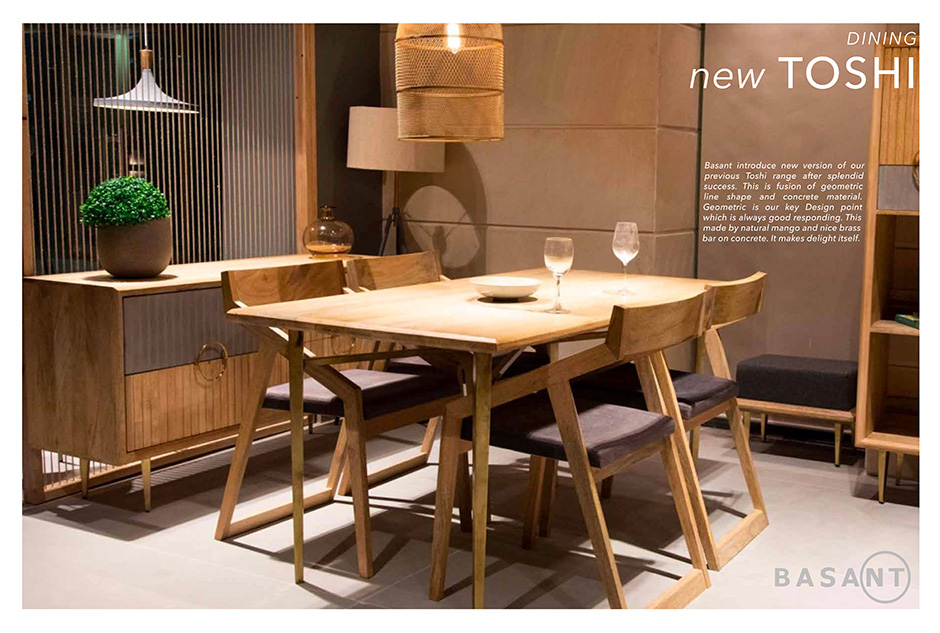 DINING
new TOSHI
Basant introduce new version of our
previous Toshi range after splendid
success. This is fusion of geometric
line shape and concrete material.
Geometric is our key Design point
which is always good responding. This
made by natural mango and nice brass
bar on concrete. It makes delight itself.
BASANT